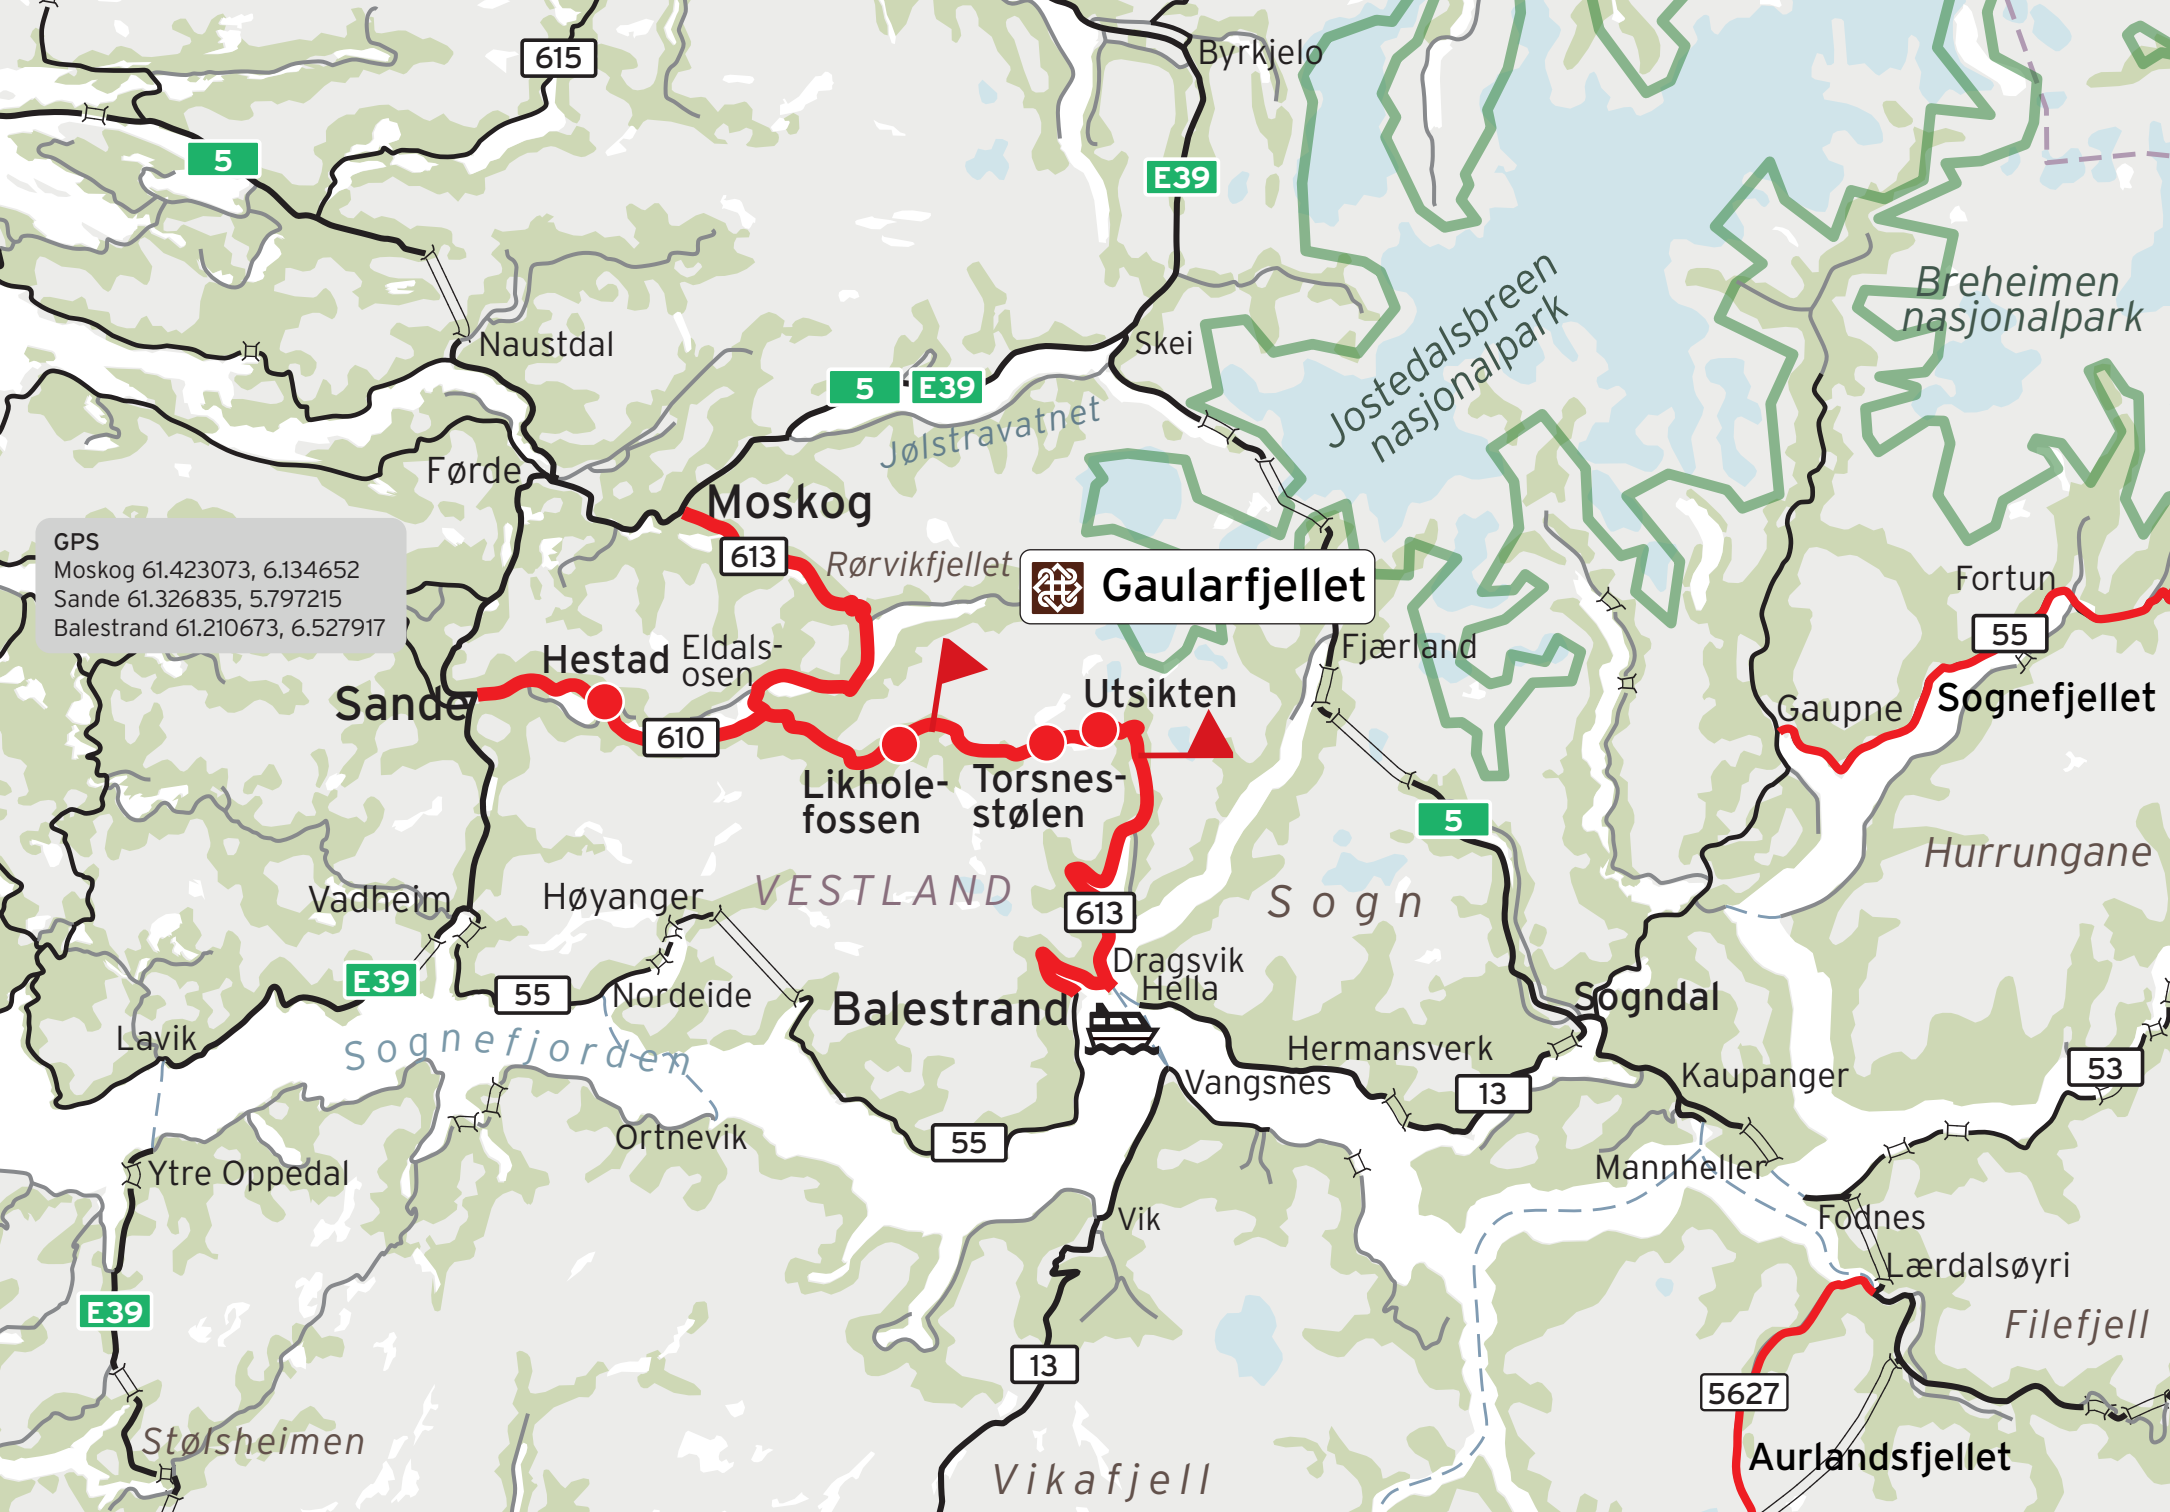 615
Byrkjelo
5
E39
Breheimen
nasjonalpark
Jostedalsbreen
nasjonalpark
Naustdal
Skei
5
E39
Jølstravatnet
Førde
Moskog
GPS
Moskog 61.423073, 6.134652
Sande 61.326835, 5.797215
Balestrand 61.210673, 6.527917
613
Rørvikfjellet
Gaularfjellet
Fortun
55
Hestad
Eldals-
osen
Fjærland
Sande
Utsikten
Gaupne
Sognefjellet
610
Likhole-
fossen
Torsnes-
stølen
5
Hurrungane
Vadheim
Høyanger
VESTLAND
613
Sogn
Dragsvik
Hella
E39
55
Nordeide
Balestrand
Sogndal
Lavik
Sognefjorden
Hermansverk
Vangsnes
13
Kaupanger
53
Ortnevik
55
Ytre Oppedal
Mannheller
Vik
Fodnes
Lærdalsøyri
E39
Filefjell
13
5627
Stølsheimen
Vikafjell
Aurlandsfjellet